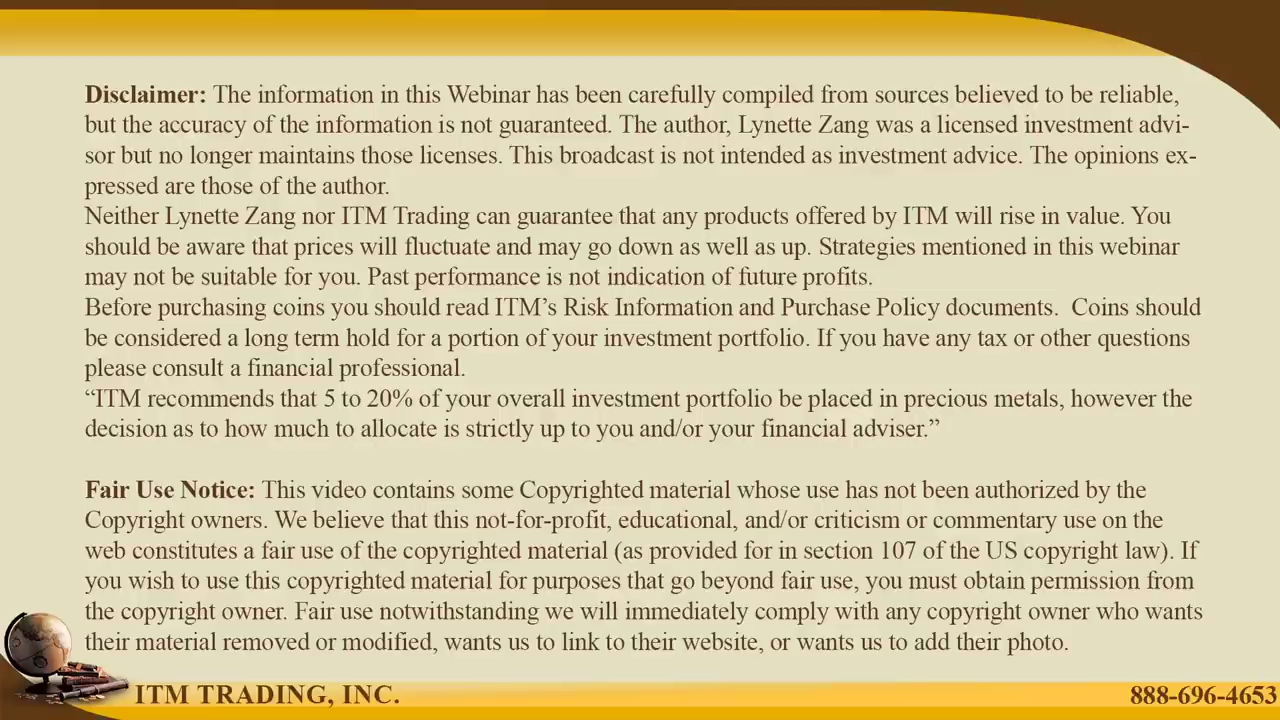 Disclaimer: The information in this Webinar has been carefully compiled from sources believed to be reliable,
but the accuracy of the information is not guaranteed. The author, Lynette Zang was a licensed investment advi-
sor but no longer maintains those licenses. This broadcast is not intended as investment advice. The opinions ex-
pressed are those of the author.
Neither Lynette Zang nor ITM Trading can guarantee that any products offered by ITM will rise in value. You
should be aware that prices will fluctuate and may go down as well as up. Strategies mentioned in this webinar
may not be suitable for you. Past performance is not indication of future profits.
Before purchasing coins you should read ITM’s Risk Information and Purchase Policy documents.  Coins should
be considered a long term hold for a portion of your investment portfolio. If you have any tax or other questions
please consult a financial professional.
“ITM recommends that 5 to 20% of your overall investment portfolio be placed in precious metals, however the
decision as to how much to allocate is strictly up to you and/or your financial adviser.”
Fair Use Notice: This video contains some Copyrighted material whose use has not been authorized by the
Copyright owners. We believe that this not-for-profit, educational, and/or criticism or commentary use on the
web constitutes a fair use of the copyrighted material (as provided for in section 107 of the US copyright law). If
you wish to use this copyrighted material for purposes that go beyond fair use, you must obtain permission from
the copyright owner. Fair use notwithstanding we will immediately comply with any copyright owner who wants
their material removed or modified, wants us to link to their website, or wants us to add their photo.
ITM TRADING, INC.
888-696-4653